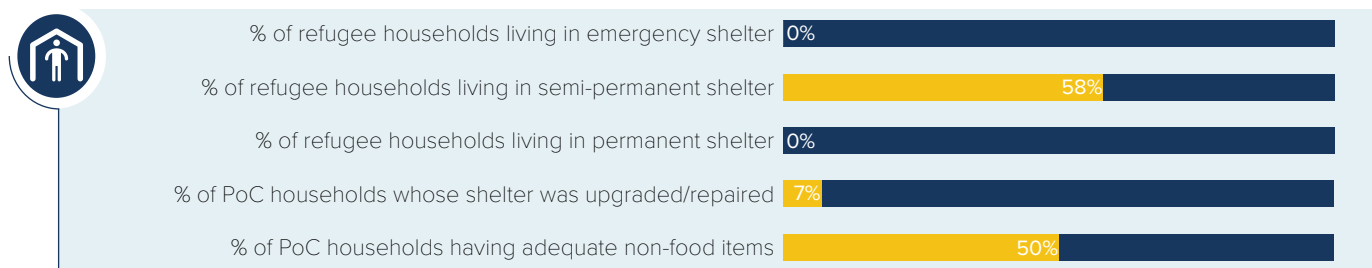 % of refugee households living in emergency shelter 0%
% of refugee households living in semi-permanent shelter 58%
% of refugee households living in permanent shelter 0%
% of PoC households whose shelter was upgraded/repaired 7%
% of PoC households having adequate non-food items 50%